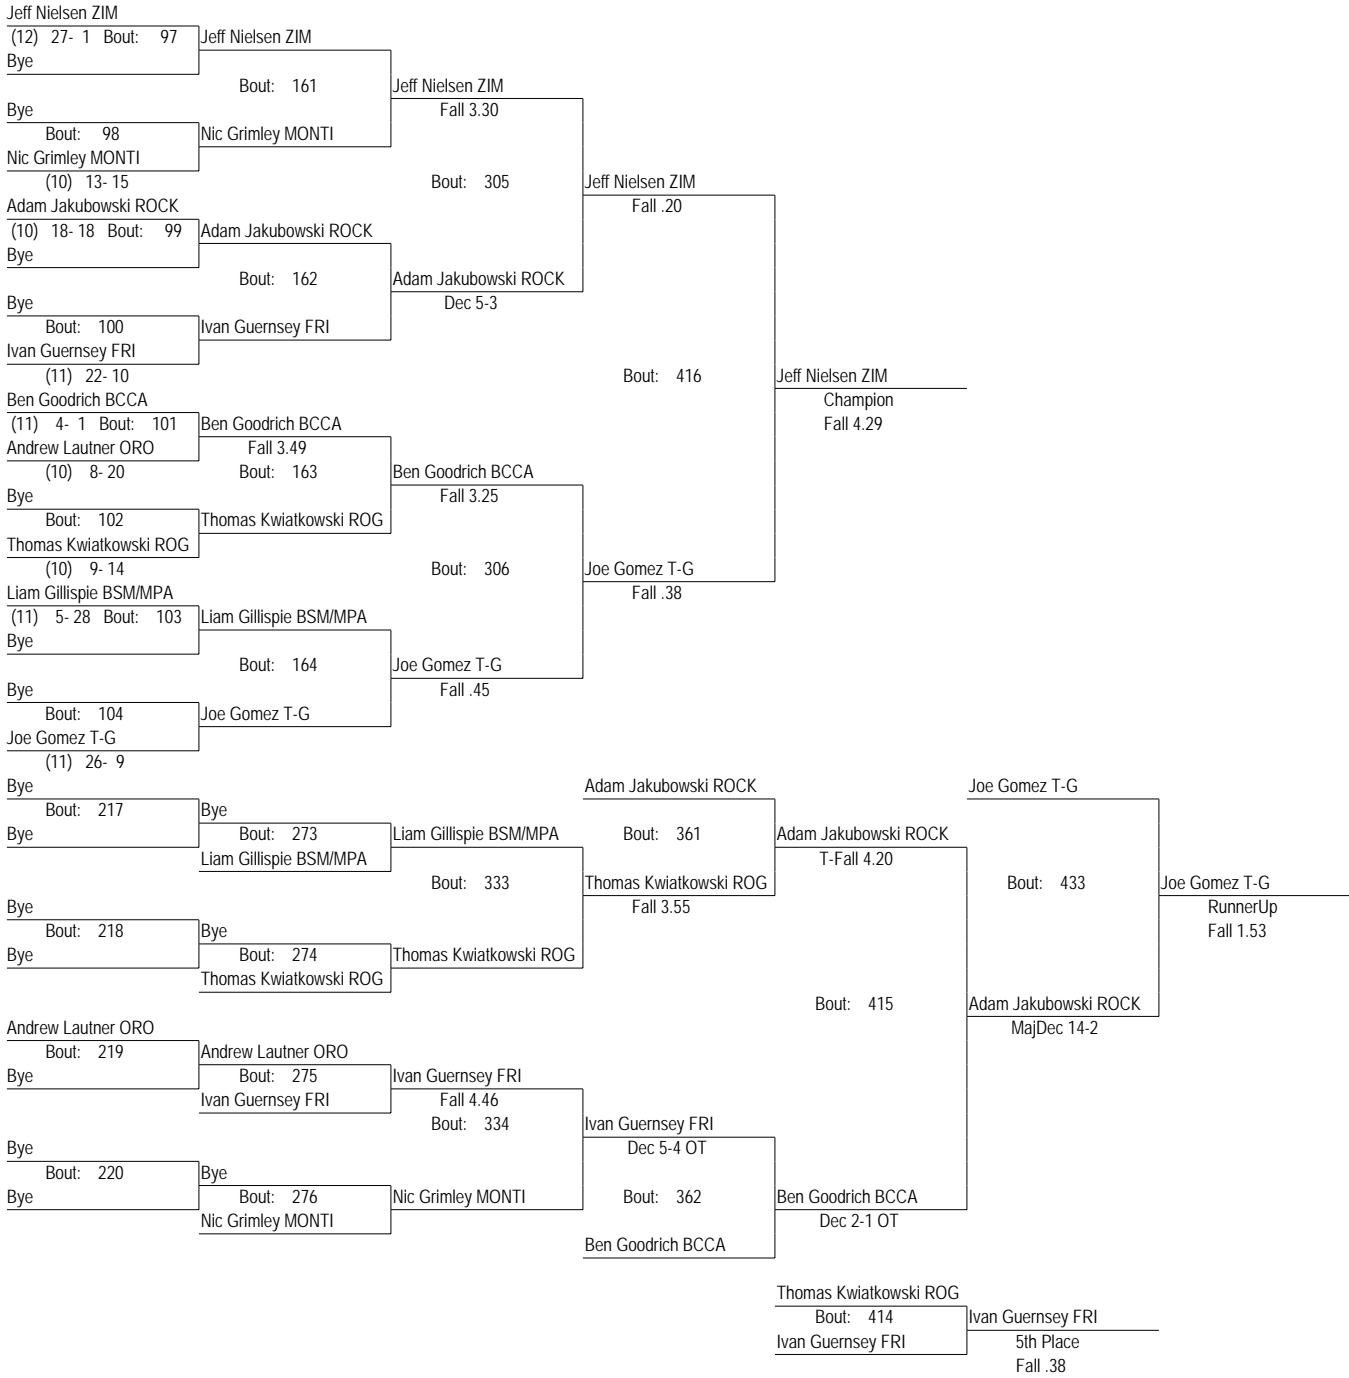 Jeff Nielsen ZIM
(12) 27- 1 Bout: 97 Jeff Nielsen ZIM
Bye
Bout: 161 Jeff Nielsen ZIM
Bye Fall 3.30
Bout: 98 Nic Grimley MONTI
Nic Grimley MONTI
(10) 13- 15 Bout: 305 Jeff Nielsen ZIM
Adam Jakubowski ROCK Fall .20
(10) 18- 18 Bout: 99 Adam Jakubowski ROCK
Bye
Bout: 162 Adam Jakubowski ROCK
Bye Dec 5-3
Bout: 100 Ivan Guernsey FRI
Ivan Guernsey FRI
(11) 22- 10 Bout: 416 Jeff Nielsen ZIM
Ben Goodrich BCCA Champion
(11) 4- 1 Bout: 101 Ben Goodrich BCCA Fall 4.29
Andrew Lautner ORO Fall 3.49
(10) 8- 20 Bout: 163 Ben Goodrich BCCA
Bye Fall 3.25
Bout: 102 Thomas Kwiatkowski ROG
Thomas Kwiatkowski ROG
(10) 9- 14 Bout: 306 Joe Gomez T-G
Liam Gillispie BSM/MPA Fall .38
(11) 5- 28 Bout: 103 Liam Gillispie BSM/MPA
Bye
Bout: 164 Joe Gomez T-G
Bye Fall .45
Bout: 104 Joe Gomez T-G
Joe Gomez T-G
(11) 26- 9
Bye Adam Jakubowski ROCK Joe Gomez T-G
Bout: 217 Bye
Bye Bout: 273 Liam Gillispie BSM/MPA Bout: 361 Adam Jakubowski ROCK
Liam Gillispie BSM/MPA T-Fall 4.20
Bout: 333 Thomas Kwiatkowski ROG Bout: 433 Joe Gomez T-G
Bye Fall 3.55 RunnerUp
Bout: 218 Bye Fall 1.53
Bye Bout: 274 Thomas Kwiatkowski ROG
Thomas Kwiatkowski ROG
Bout: 415 Adam Jakubowski ROCK
Andrew Lautner ORO MajDec 14-2
Bout: 219 Andrew Lautner ORO
Bye Bout: 275 Ivan Guernsey FRI
Ivan Guernsey FRI Fall 4.46
Bout: 334 Ivan Guernsey FRI
Bye Dec 5-4 OT
Bout: 220 Bye
Bye Bout: 276 Nic Grimley MONTI Bout: 362 Ben Goodrich BCCA
Nic Grimley MONTI Dec 2-1 OT
Ben Goodrich BCCA
Thomas Kwiatkowski ROG
Bout: 414 Ivan Guernsey FRI
Ivan Guernsey FRI 5th Place
Fall .38